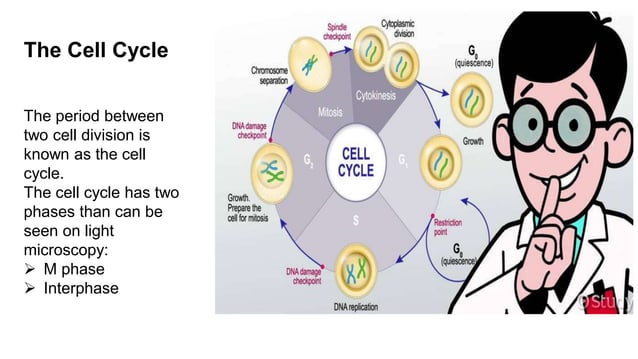 The Cell Cycle
The period between
two cell division is
known as the cell
cycle.
The cell cycle has two
phases than can be
seen on light
microscopy:
➢ M phase
➢ Interphase
Spindle
checkpoint
Cytoplasmic
division
G0
(quiescence)
Chromosome
separation
Cytokinesis
Mitosis
DNA damage
checkpoint
Growth
G2
CELL
CYCLE
G1
Growth.
Prepare the
cell for mitosis
S
Restriction
point
G0
(quiescence)
DNA damage
checkpoint
DNA replication
Study